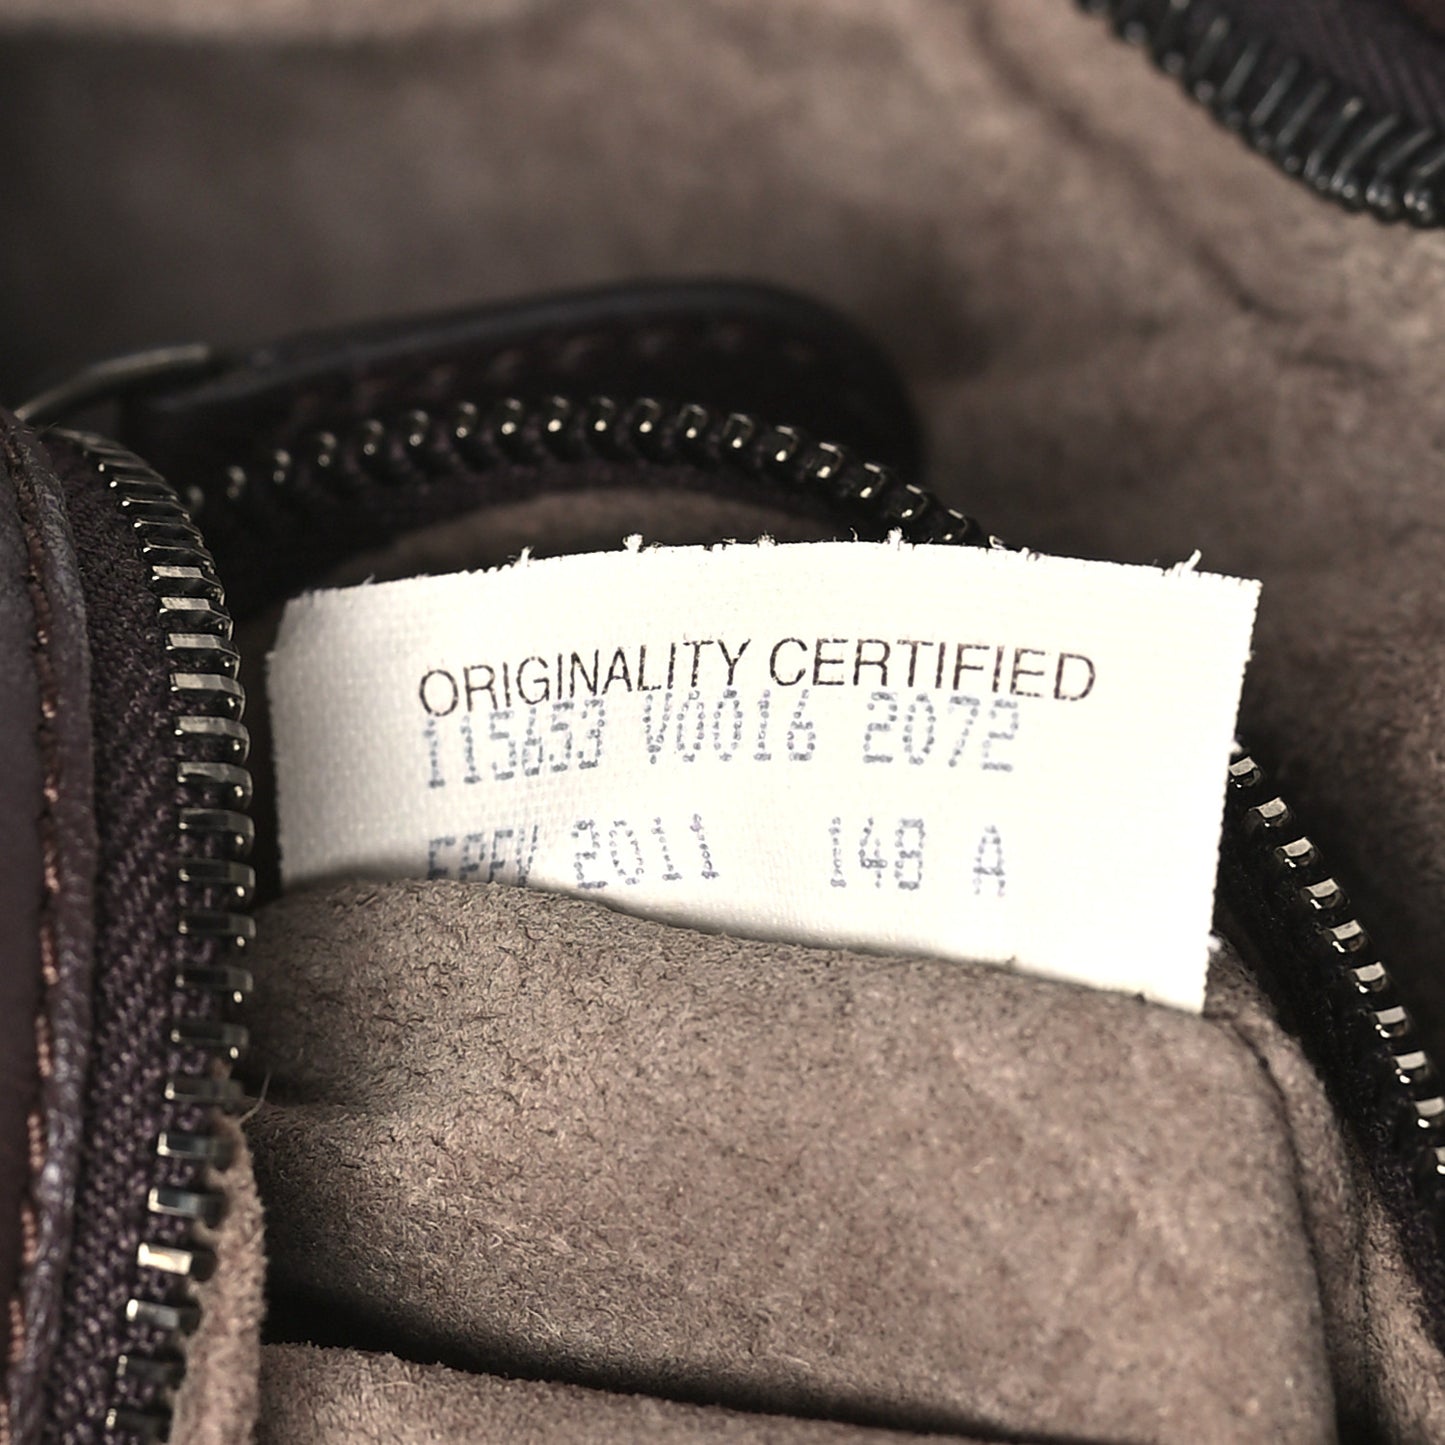 ORIGINALITY CERTIFIED
115653 V0016 2072
2011 148 A